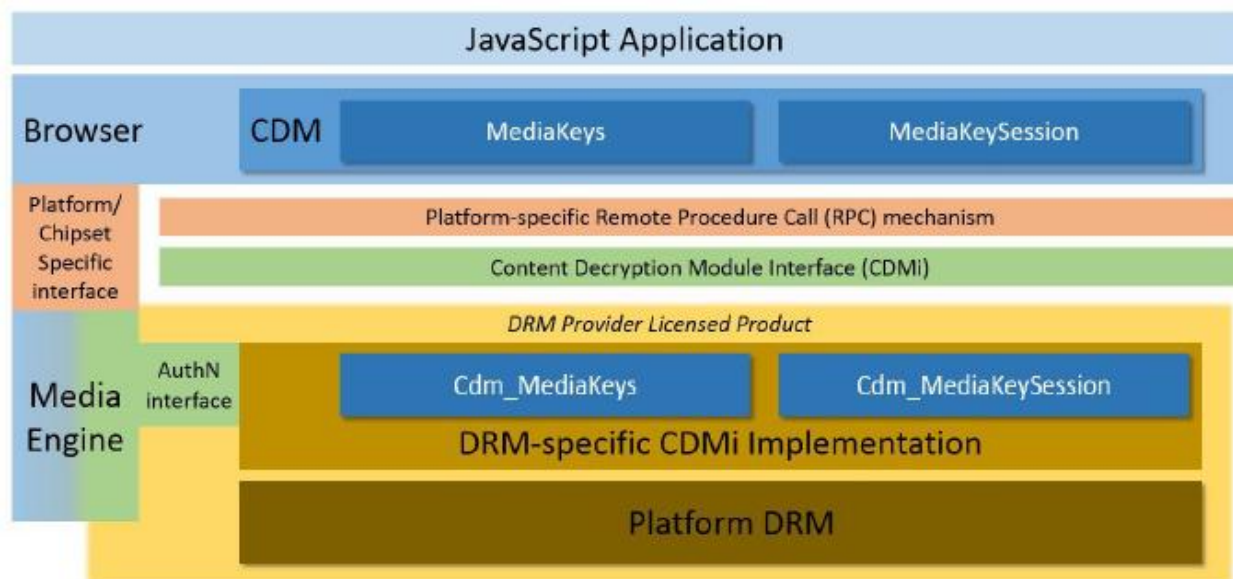 JavaScript Application
Browser
CDM
MediaKeys
MediaKeySession
Platform/
Chipset
Specific
interface
Platform-specific Remote Procedure Call (RPC) mechanism
Content Decryption Module Interface (CDMi)
DRM Provider Licensed Product
Media
Engine
AuthN
interface
Cdm_MediaKeys
Cdm_MediaKeySession
DRM-specific CDMi Implementation
Platform DRM